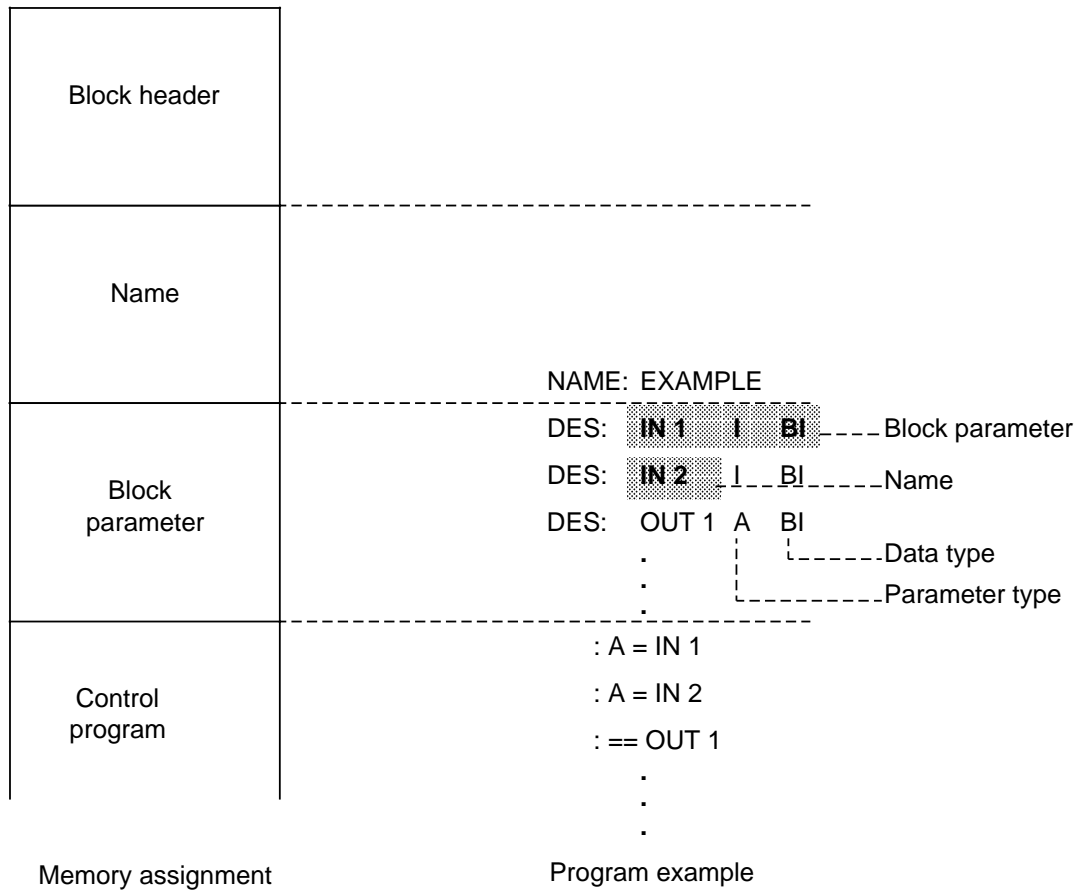 Block header
Name
NAME: EXAMPLE
DES: IN 1 I BI Block parameter
DES: IN 2 I BI Name
Block
parameter
DES: OUT 1 A BI
.
Data type
.
Parameter type
.
: A = IN 1
Control
program
: A = IN 2
: == OUT 1
.
.
.
Memory assignment
Program example